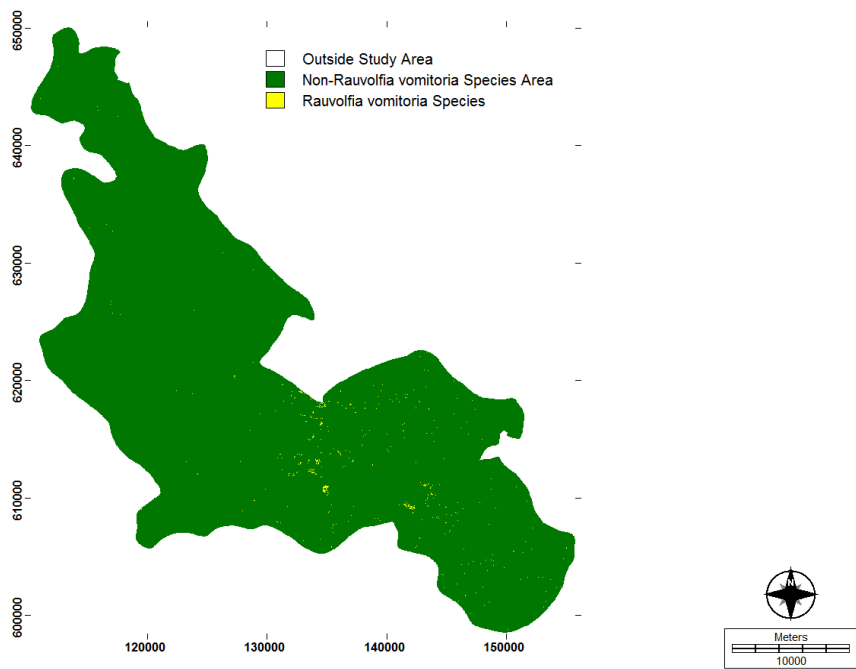 Outside Study Area
Non-Rauvolfia vomitoria Species Area
Rauvolfia vomitoria Species
650000
640000
630000
620000
610000
600000
120000 130000 140000 150000
N
Meters
10000